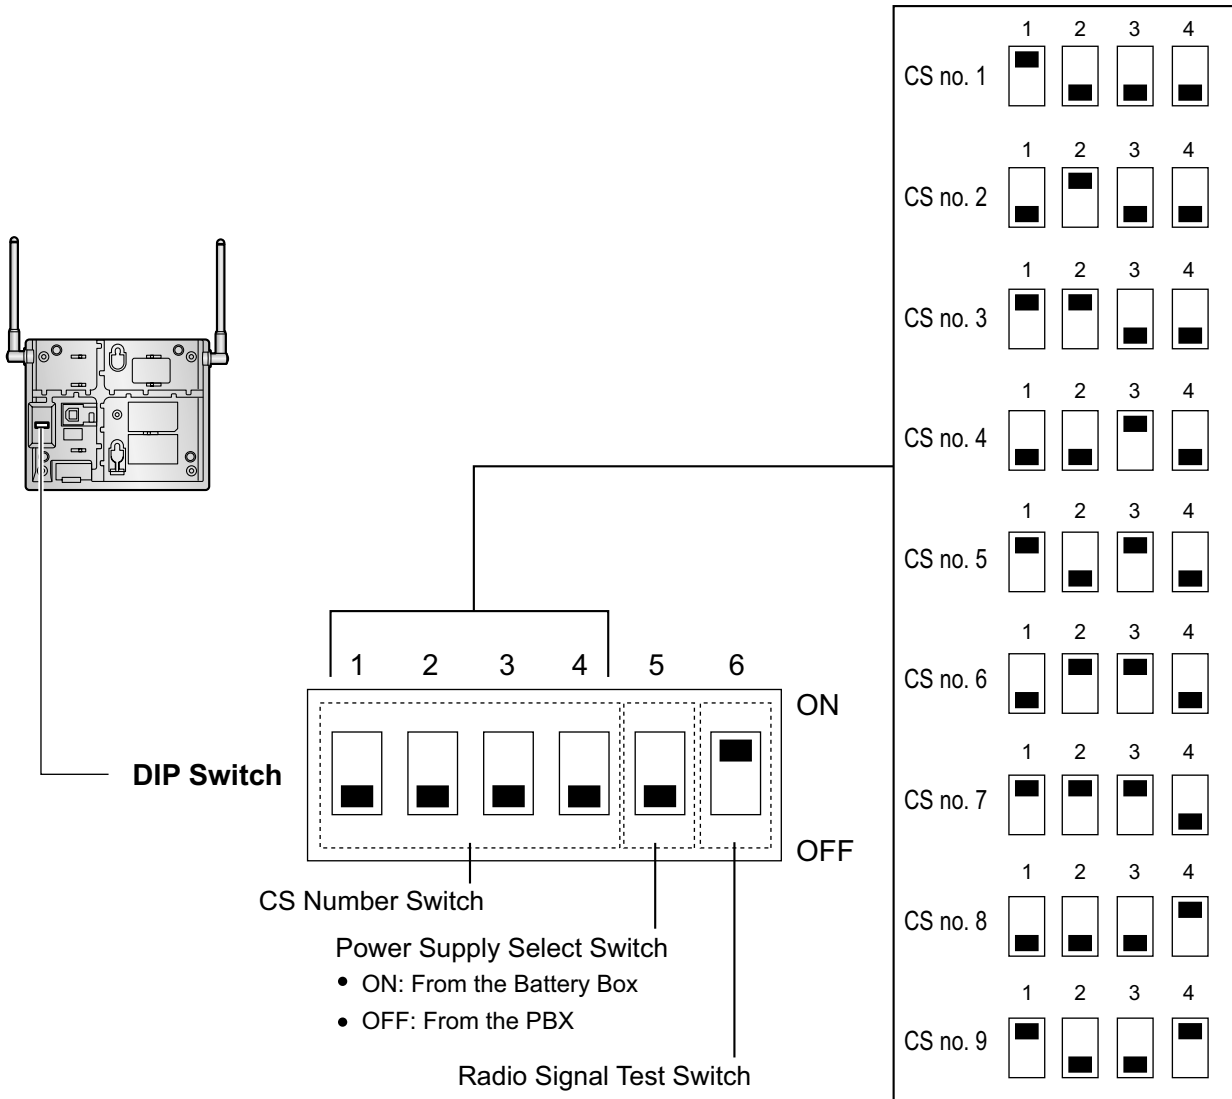 1 2 3 4
CS no. 1
1 2 3 4
CS no. 2
1 2 3 4
CS no. 3
1 2 3 4
CS no. 4
1 2 3 4
CS no. 5
1 2 3 4
CS no. 6
1 2 3 4
CS no. 7
1 2 3 4
CS no. 8
1 2 3 4
CS no. 9
1 2 3 4 5 6
ON
DIP Switch
OFF
CS Number Switch
Power Supply Select Switch
• ON: From the Battery Box
• OFF: From the PBX
Radio Signal Test Switch